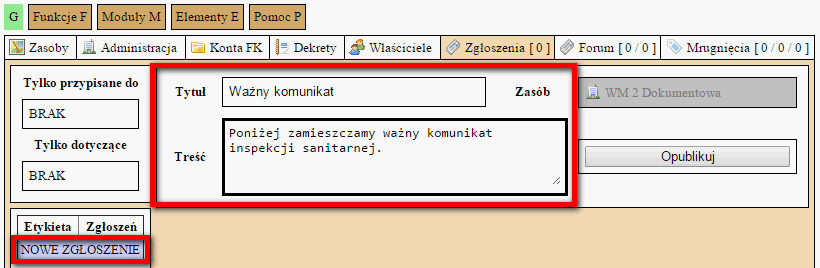 G Funkcje F Moduły M Elementy E Pomoc P
Zasoby Administracja Konta FK Dekrety Właściciele Zgloszenia [ 0 ] Forum [ 0 / 0 ] Mrugnięcia [ 0 / 0 / 0 ]
Tylko przypisane do
BRAK
Tylko dotyczące
BRAK
Tytuł Ważny komunikat Zasób WM 2 Dokumentowa
Treść
Poniżej zamieszczamy ważny komunikat
inspekcji sanitarnej.
Opublikuj
Etykieta Zgłoszeń
NOWE ZGŁOSZENIE